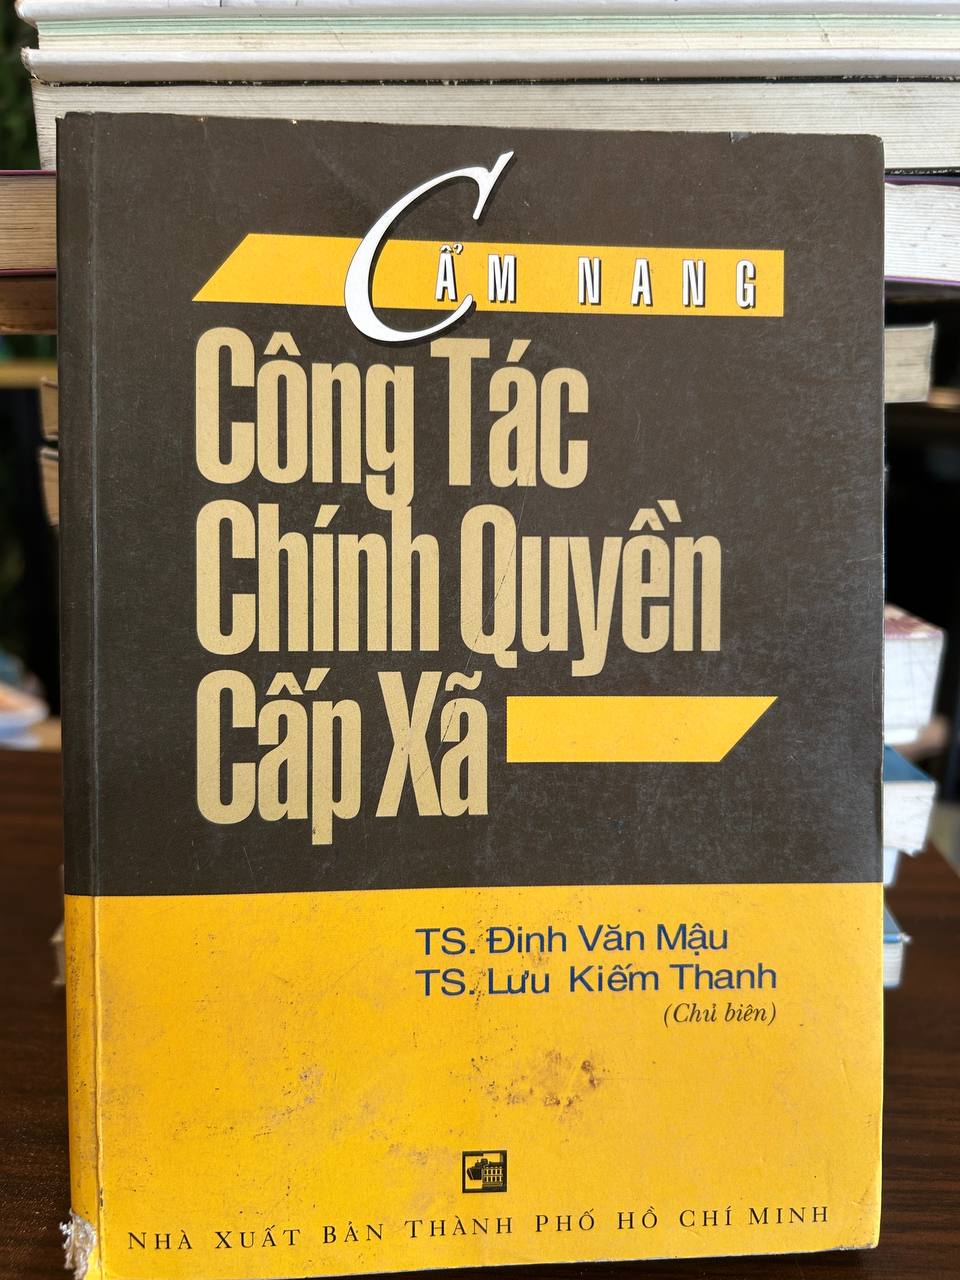 CẨM NANG
Công Tác
Chính Quyền
Cấp Xã
TS. Đinh Văn Mậu
TS. Lưu Kiếm Thanh
(Chủ biên)
NHÀ XUẤT BẢN THÀNH PHỐ HỒ CHÍ MINH